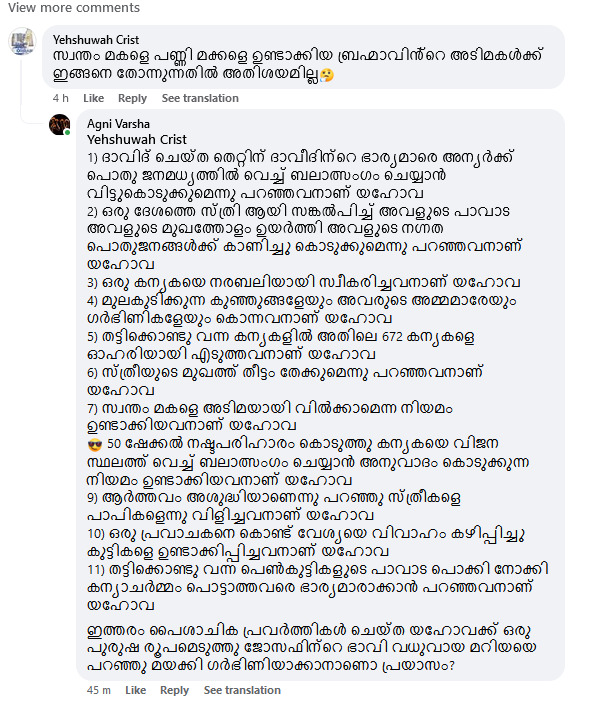 View more comments
Yehshuwah Crist
സ്വന്തം മകളെ പണ്ണി മക്കളെ ഉണ്ടാക്കിയ ബ്രഹ്മാവിൻ്റെ അടിമകൾക്ക്
ഇങ്ങനെ തോന്നുന്നതിൽ അതിശയമില്ല🤔
4 h Like Reply See translation
Agni Varsha
Yehshuwah Crist
1) ദാവിദ് ചെയ്ത തെറ്റിന് ദാവീദിന്റെ ഭാര്യമാരെ അന്യർക്ക്
പൊതു ജനമധ്യത്തിൽ വെച്ച് ബലാത്സംഗം ചെയ്യാൻ
വിട്ടുകൊടുക്കുമെന്നു പറഞ്ഞവനാണ് യഹോവ
2) ഒരു ദേശത്തെ സ്ത്രി ആയി സങ്കൽപിച്ച് അവളുടെ പാവാട
അവളുടെ മുഖത്തോളം ഉയർത്തി അവളുടെ നഗ്നത
പൊതുജനങ്ങൾക്ക് കാണിച്ചു കൊടുക്കുമെന്നു പറഞ്ഞവനാണ്
യഹോവ
3) ഒരു കന്യകയെ നരബലിയായി സ്വീകരിച്ചവനാണ് യഹോവ
4) മുലകുടിക്കുന്ന കുഞ്ഞുങ്ങളേയും അവരുടെ അമ്മമാരേയും
ഗർഭിണികളേയും കൊന്നവനാണ് യഹോവ
5) തട്ടിക്കൊണ്ടു വന്ന കന്യകളിൽ അതിലെ 672 കന്യകളെ
ഓഹരിയായി എടുത്തവനാണ് യഹോവ
6) സ്ത്രീയുടെ മുഖത്ത് തീട്ടം തേക്കുമെന്നു പറഞ്ഞവനാണ്
യഹോവ
7) സ്വന്തം മകളെ അടിമയായി വിൽക്കാമെന്ന നിയമം
ഉണ്ടാക്കിയവനാണ് യഹോവ
😎 50 ഷേക്കൽ നഷ്ടപരിഹാരം കൊടുത്തു കന്യകയെ വിജന
സ്ഥലത്ത് വെച്ച് ബലാത്സംഗം ചെയ്യാൻ അനുവാദം കൊടുക്കുന്ന
നിയമം ഉണ്ടാക്കിയവനാണ് യഹോവ
9) ആർത്തവം അശുദ്ധിയാണെന്നു പറഞ്ഞു സ്ത്രീകളെ
പാപികളെന്നു വിളിച്ചവനാണ് യഹോവ
10) ഒരു പ്രവാചകനെ കൊണ്ട് വേശ്യയെ വിവാഹം കഴിപ്പിച്ചു
കുട്ടികളെ ഉണ്ടാക്കിപ്പിച്ചവനാണ് യഹോവ
11) തട്ടിക്കൊണ്ടു വന്ന പെൺകുട്ടികളുടെ പാവാട പൊക്കി നോക്കി
കന്യാചർമ്മം പൊട്ടാത്തവരെ ഭാര്യമാരാക്കാൻ പറഞ്ഞവനാണ്
യഹോവ
ഇത്തരം പൈശാചിക പ്രവർത്തികൾ ചെയ്ത യഹോവക്ക് ഒരു
പുരുഷ രൂപമെടുത്തു ജോസഫിന്റെ ഭാവി വധുവായ മറിയയെ
പറഞ്ഞു മയക്കി ഗർഭിണിയാക്കാനാണോ പ്രയാസം?
45 m Like Reply See translation